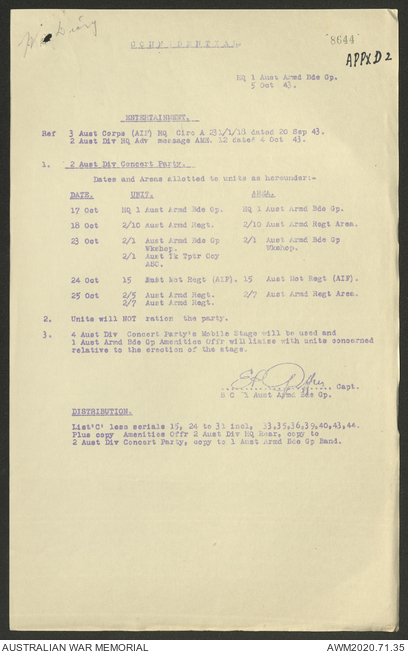 War Diary
CONFIDENTIAL.
8644
APPX D2
HQ 1 Aust Armd Bde Gp.
5 Oct 43.
ENTERTAINMENT.
Ref 3 Aust Corps (AIF) HQ Circ A 231/1/18 dated 20 Sep 43.
2 Aust Div HQ Adv message AME. 12 dated 4 Oct 43.
1. 2 Aust Div Concert Party.
Dates and Areas allotted to units as hereunder:-
DATE. UNIT. AREA.
17 Oct HQ 1 Aust Armd Bde Gp. HQ 1 Aust Armd Bde Gp.
18 Oct 2/10 Aust Armd Regt. 2/10 Aust Armd Regt Area.
23 Oct 2/1 Aust Armd Bde Gp 2/1 Aust Armd Bde Gp
Wkshop. Wkshop.
2/1 Aust Tk Tptr Coy
ASC.
24 Oct 15 Aust Mot Regt (AIF). 15 Aust Mot Regt (AIF).
25 Oct 2/5 Aust Armd Regt. 2/7 Aust Armd Regt Area.
2/7 Aust Armd Regt.
2. Units will NOT ration the party.
3. 4 Aust Div Concert Party's Mobile Stage will be used and
1 Aust Armd Bde Gp Amenities Offr will liaise with units concerned
relative to the erection of the stage.
Capt.
S C 1 Aust Armd Bde Gp.
DISTRIBUTION.
List'C' less serials 15, 24 to 31 incl, 33,35,36,39,40,43,44.
Plus copy Amenities Offr 2 Aust Div HQ Rear, copy to
2 Aust Div Concert Party, copy to 1 Aust Armd Bde Gp Band.
AUSTRALIAN WAR MEMORIAL
AWM2020.71.35